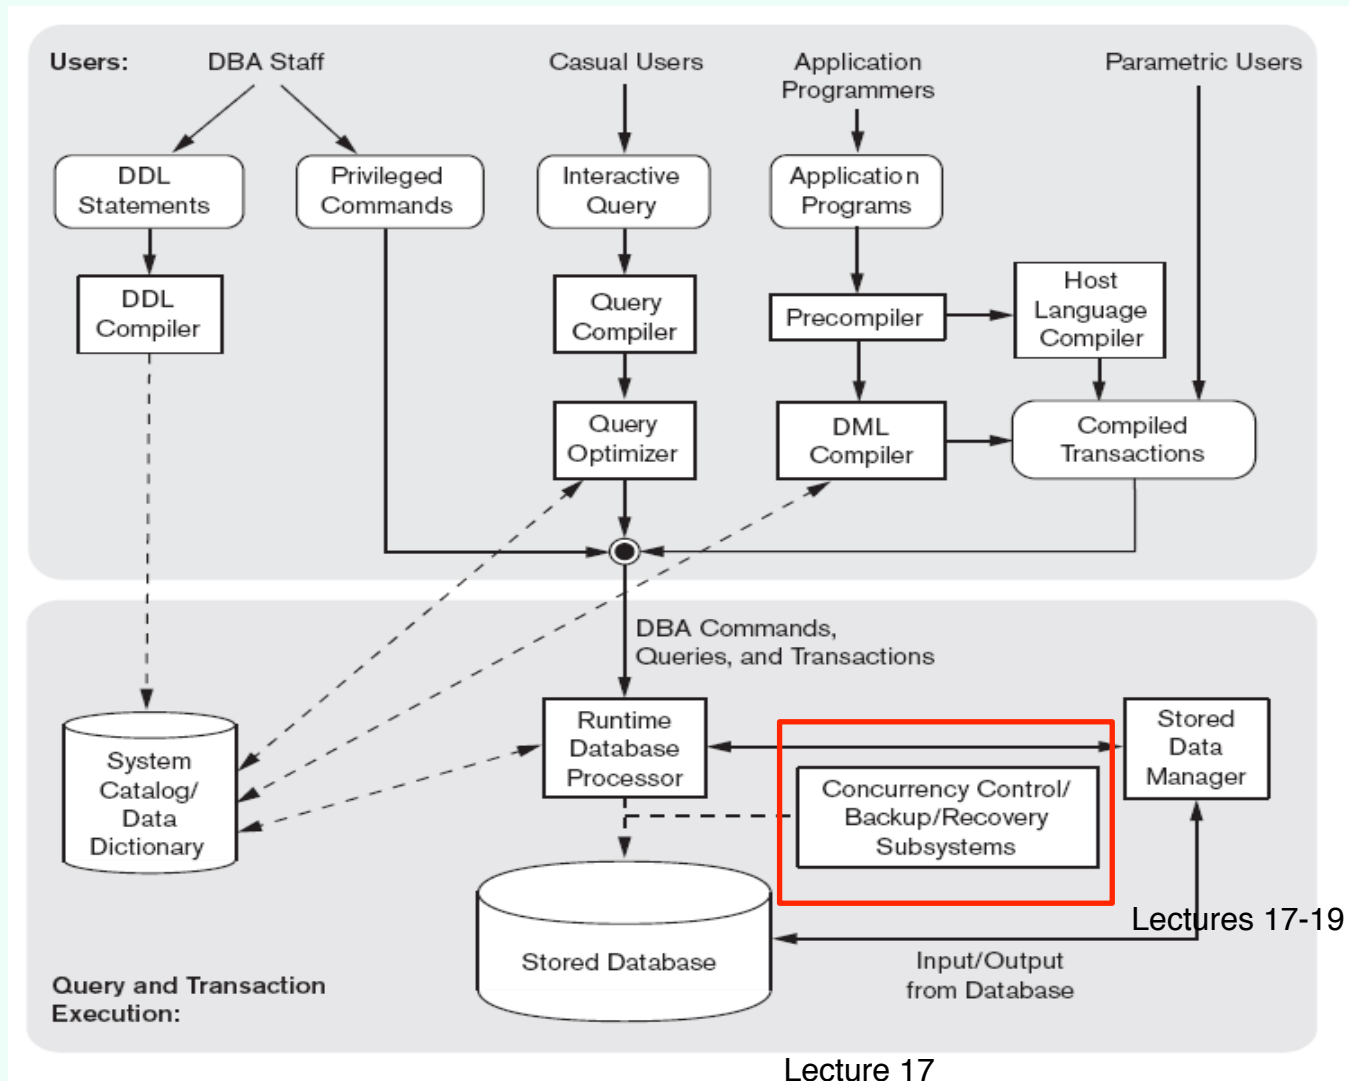 Users:
DBA Staff
Casual Users
Application
Programmers
Parametric Users
DDL
Statements
Privileged
Commands
Interactive
Query
Application
Programs
DDL
Compiler
Query
Compiler
Precompiler
Host
Language
Compiler
Query
Optimizer
DML
Compiler
Compiled
Transactions
DBA Commands,
Queries, and Transactions
System
Catalog/
Data
Dictionary
Runtime
Database
Processor
Concurrency Control/
Backup/Recovery
Subsystems
Stored
Data
Manager
Lectures 17-19
Stored Database
Input/Output
from Database
Query and Transaction
Execution:
Lecture 17